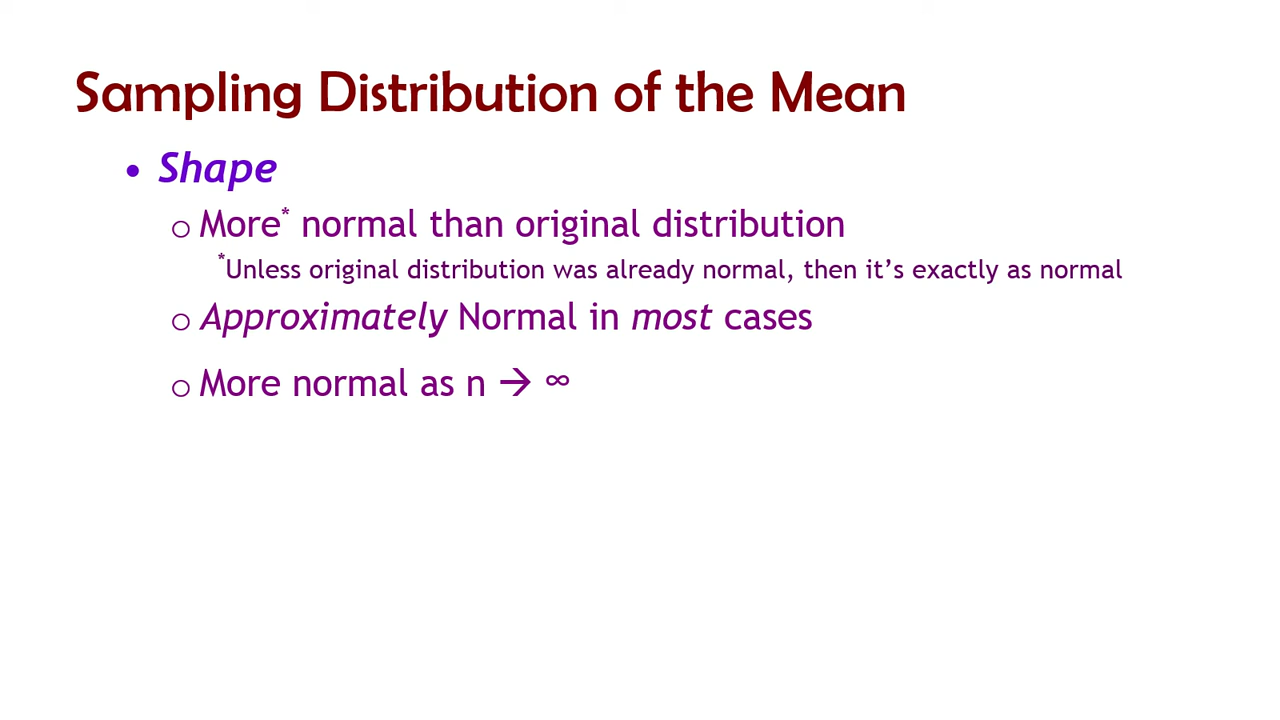 Sampling Distribution of the Mean
• Shape
o More* normal than original distribution
*Unless original distribution was already normal, then it’s exactly as normal
o Approximately Normal in most cases
o More normal as n → ∞